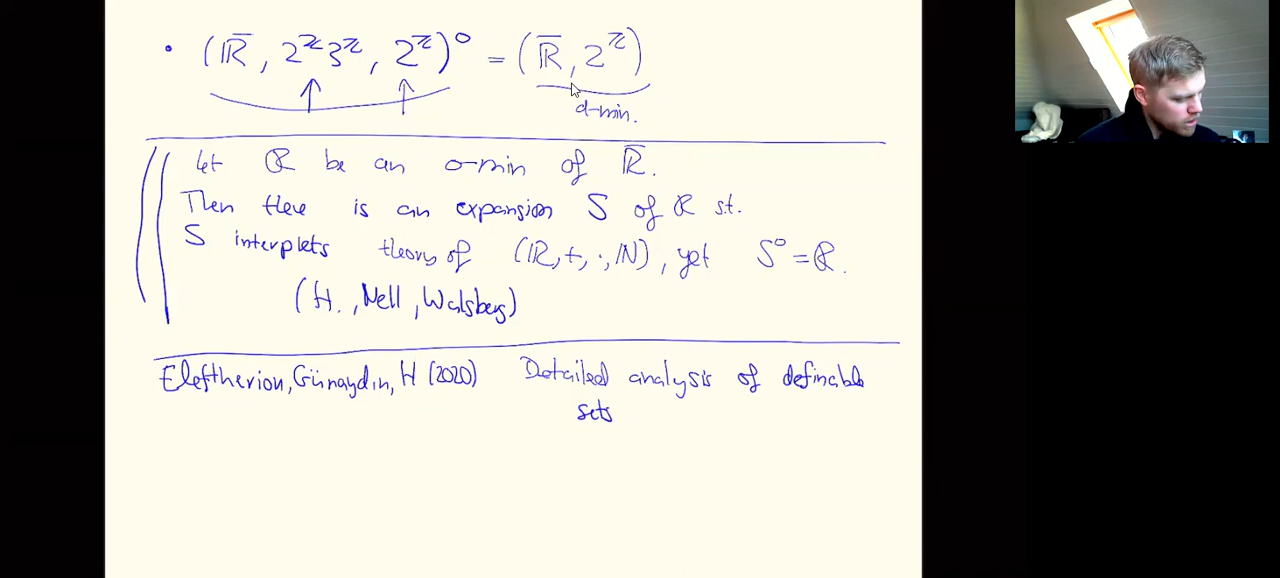 • (ℝ̄, 2^ℤ3^ℤ, 2^ℤ)° = (ℝ̄, 2^ℤ)
d-min.
Let ℛ be an o-min of ℝ̄.
Then there is an expansion S of ℛ s.t.
S interprets theory of (ℝ,+,·,ℕ), yet S° = ℛ.
(H., Nell, Walsberg)
Eleftheriou, Günaydın, H (2020) Detailed analysis of definable
sets